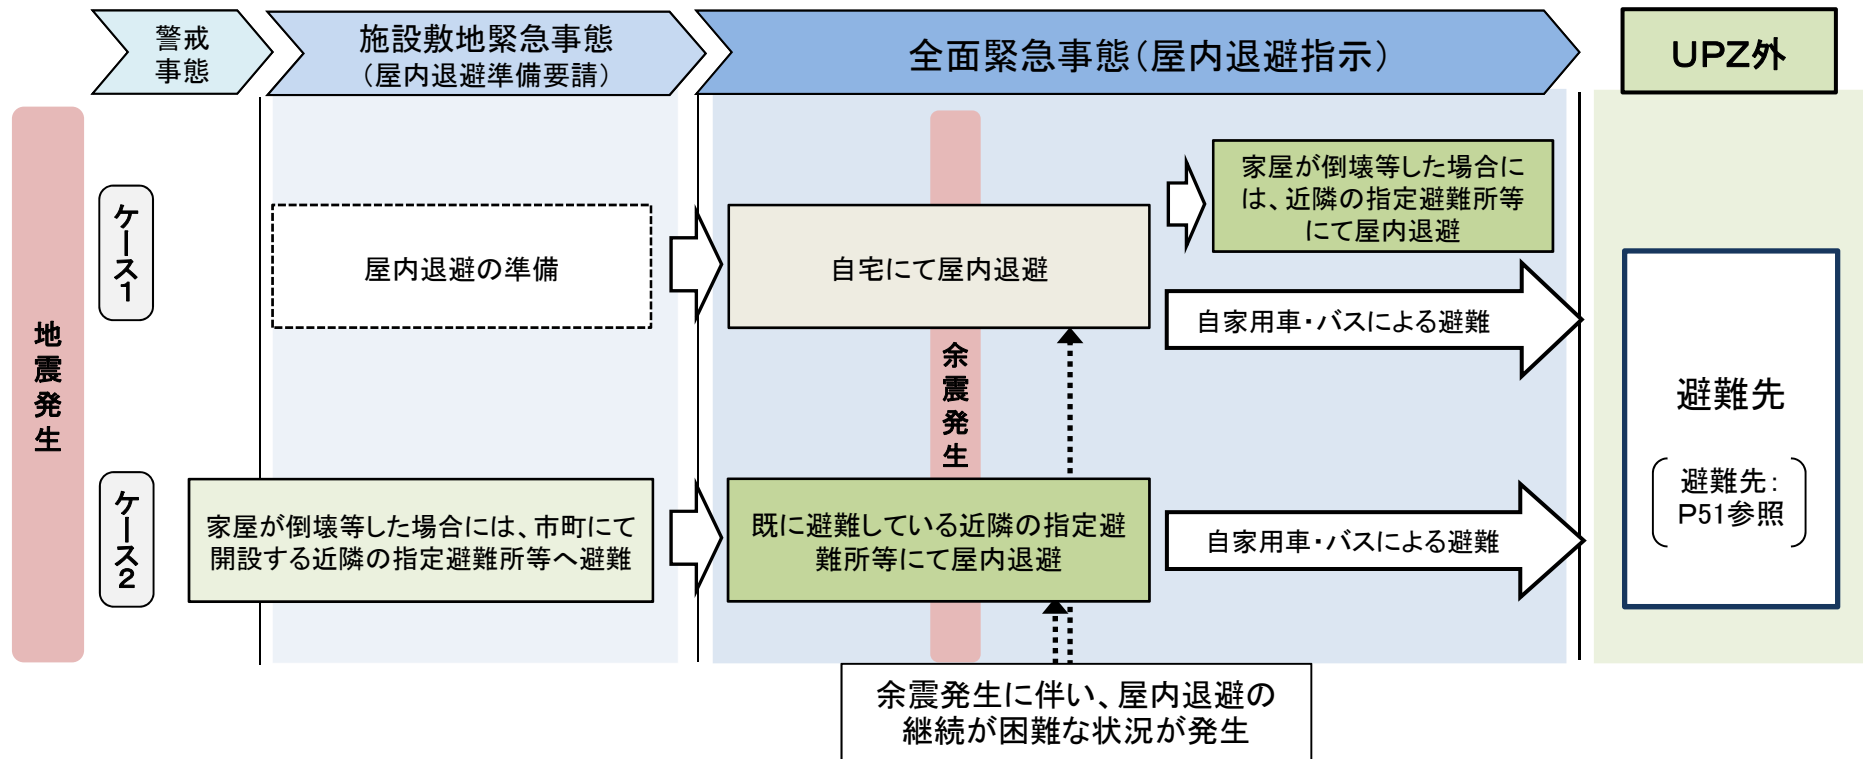 警戒
事態
施設敷地緊急事態
（屋内退避準備要請）
全面緊急事態（屋内退避指示）
UPZ外
地震発生
ケース1
屋内退避の準備
自宅にて屋内退避
家屋が倒壊等した場合に
は、近隣の指定避難所等
にて屋内退避
自家用車・バスによる避難
余震発生
避難先
避難先：
P51参照
ケース2
家屋が倒壊等した場合には、市町にて
開設する近隣の指定避難所等へ避難
既に避難している近隣の指定避
難所等にて屋内退避
自家用車・バスによる避難
余震発生に伴い、屋内退避の
継続が困難な状況が発生